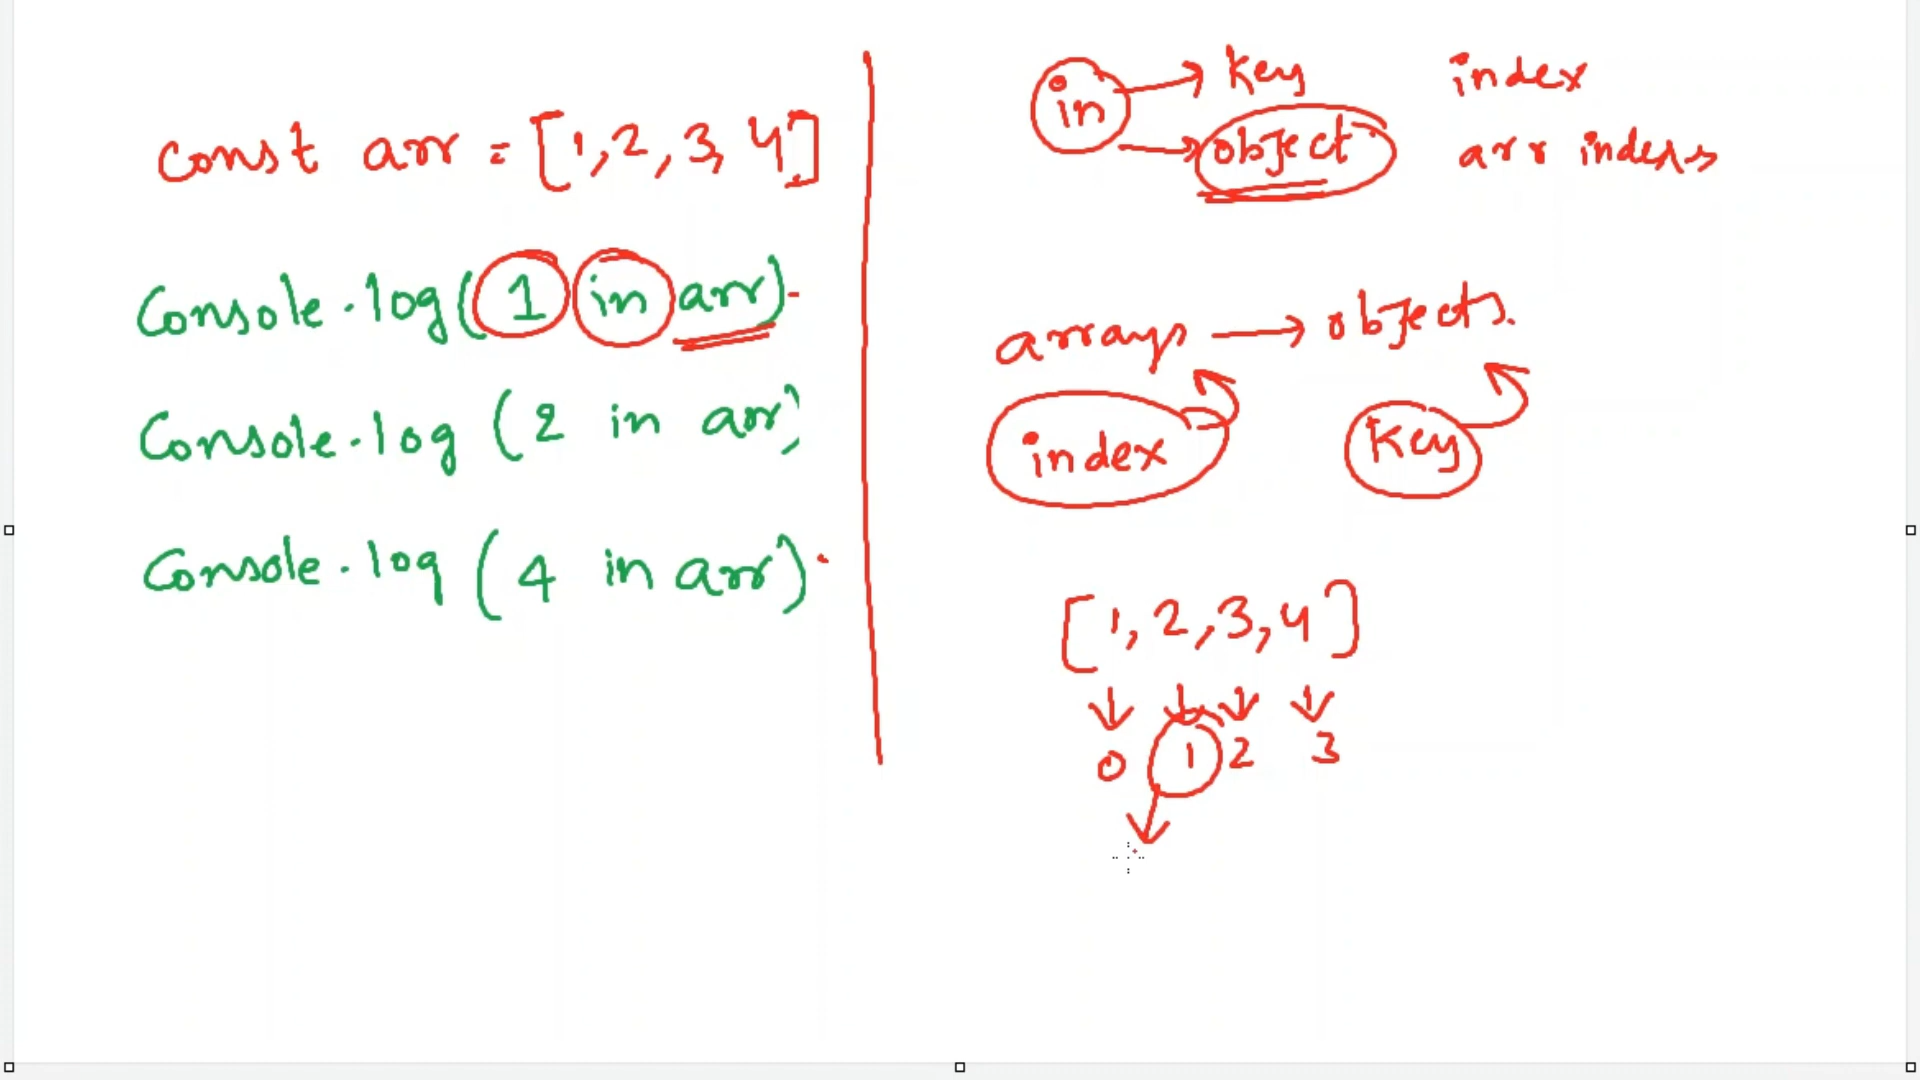 const arr = [1,2,3,4]
Console.log(1 in arr)
Console.log (2 in arr)
Console.log (4 in arr)
in → key index
→ object arr indexs
arrays → objects.
index key
[1,2,3,4]
0 1 2 3